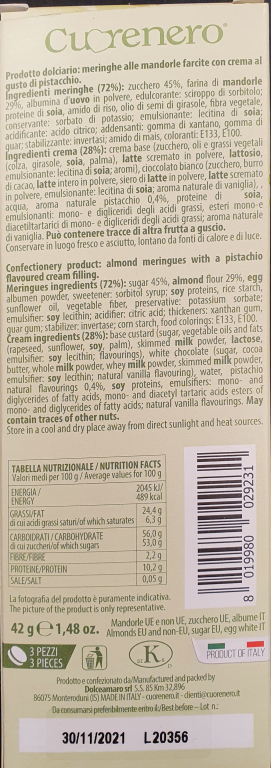 Cuorenero
Prodotto dolciario: meringhe alle mandorle farcite con crema al
gusto di pistacchio.
Ingredienti meringhe (72%): zucchero 45%, farina di mandorle
29%, albumina d'uovo in polvere, edulcorante: sciroppo di sorbitolo;
proteine di soia, amido di riso, olio di semi di girasole, fibra vegetale,
conservante: sorbato di potassio; emulsionante: lecitina di soia;
acidificante: acido citrico; addensanti: gomma di xantano, gomma di
guar; stabilizzante: invertasi; amido di mais, coloranti: E133, E100.
Ingredienti crema (28%): crema base (zucchero, oli e grassi vegetali
(colza, girasole, soia, palma), latte scremato in polvere, lattosio,
emulsionante: lecitina di soia; aromi), cioccolato bianco (zucchero, burro
di cacao, latte intero in polvere, siero di latte in polvere, latte scremato
in polvere, emulsionante: lecitina di soia; aroma naturale di vaniglia), ,
acqua, aroma naturale pistacchio 0,4%, proteine di soia,
emulsionanti: mono- e digliceridi degli acidi grassi, esteri mono-e
diacetiltartarici di mono- e digliceridi degli acidi grassi; aroma naturale
di vaniglia. Può contenere tracce di altra frutta a guscio.
Conservare in luogo fresco e asciutto, lontano da fonti di calore e di luce.
Confectionery product: almond meringues with a pistachio
flavoured cream filling.
Meringues ingredients (72%): sugar 45%, almond flour 29%, egg
albumen powder, sweetener: sorbitol syrup; soy proteins, rice starch,
sunflower oil, vegetable fiber, preservative: potassium sorbate;
emulsifier: soy lecithin; acidifier: citric acid; thickeners: xanthan gum,
guar gum; stabilizer: invertase; corn starch, food colorings: E133, E100.
Cream ingredients (28%): base custard (sugar, vegetable oils and fats
(rapeseed, sunflower, soy, palm), skimmed milk powder, lactose,
emulsifier: soy lecithin; flavourings), white chocolate (sugar, cocoa
butter, whole milk powder, whey milk powder, skimmed milk powder,
emulsifier: soy lecithin; natural vanilla flavouring), water, pistachio
natural flavourings 0,4%, soy proteins, emulsifiers: mono- and
diglycerides of fatty acids, mono- and diacetyl tartaric acids esters of
mono- and diglycerides of fatty acids; natural vanilla flavourings. May
contain traces of other nuts.
Store in a cool and dry place away from direct sunlight and heat sources.
TABELLA NUTRIZIONALE / NUTRITION FACTS
Valori medi per 100 g / Average values for 100 g
ENERGIA / ENERGY 2045 kJ/ 489 kcal
GRASSI/FAT 24,4 g
di cui acidi grassi saturi/of which saturates 6,3 g
CARBOIDRATI / CARBOHYDRATE 56,0 g
di cui zuccheri/of which sugars 53,0 g
FIBRE/FIBRE 2,2 g
PROTEINE/PROTEIN 10,2 g
SALE/SALT 0,05 g
8 019980 029231
La fotografia del prodotto è puramente indicativa.
The picture of the product is only representative.
42 g e 1,48 oz.
Mandorle UE e non UE, zucchero UE, albume IT
Almonds EU and non-EU, sugar EU, egg white IT
3 PEZZI
3 PIECES
K
D
PRODUCT OF ITALY
Prodotto e confezionato da/Manufactured and packed by
Dolceamaro srl S.S. 85 Km 32,896
86075 Monteroduni (IS) MADE IN ITALY - cuorenero.it - clienti@cuorenero.it
Da consumarsi preferibilmente entro il:/Best before – Lot n.:
30/11/2021 L20356